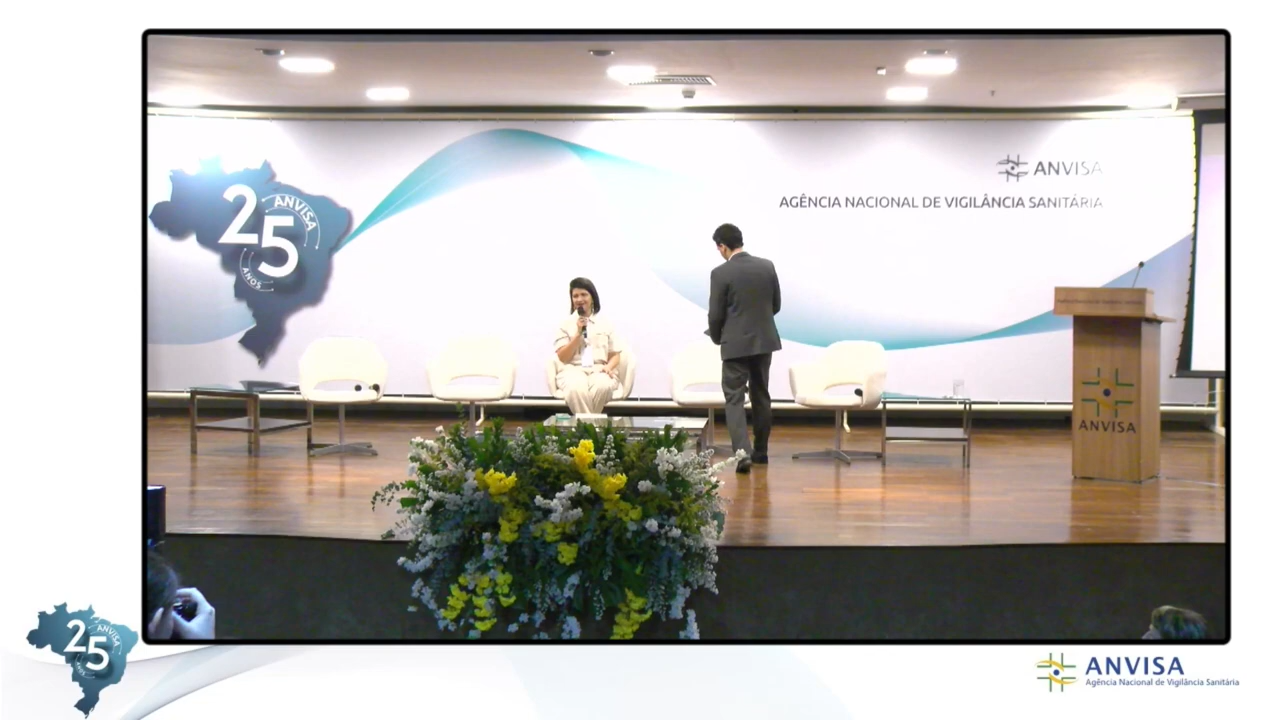 25
ANVISA
ANOS
ANVISA
AGÊNCIA NACIONAL DE VIGILÂNCIA SANITÁRIA
ANVISA
25
ANVISA
ANVISA
Agência Nacional de Vigilância Sanitária